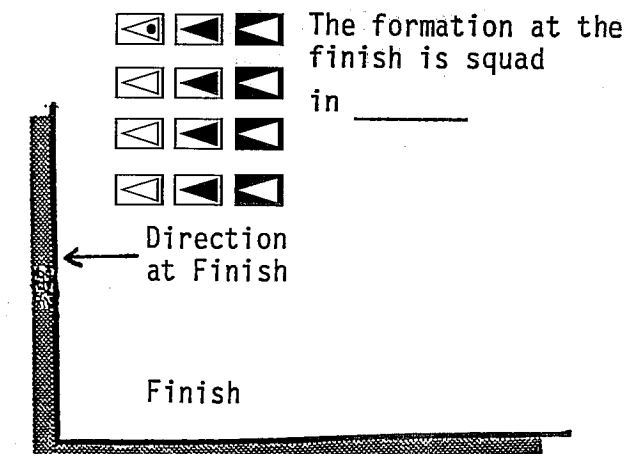 The formation at the
finish is squad
in
Direction
at Finish
Finish